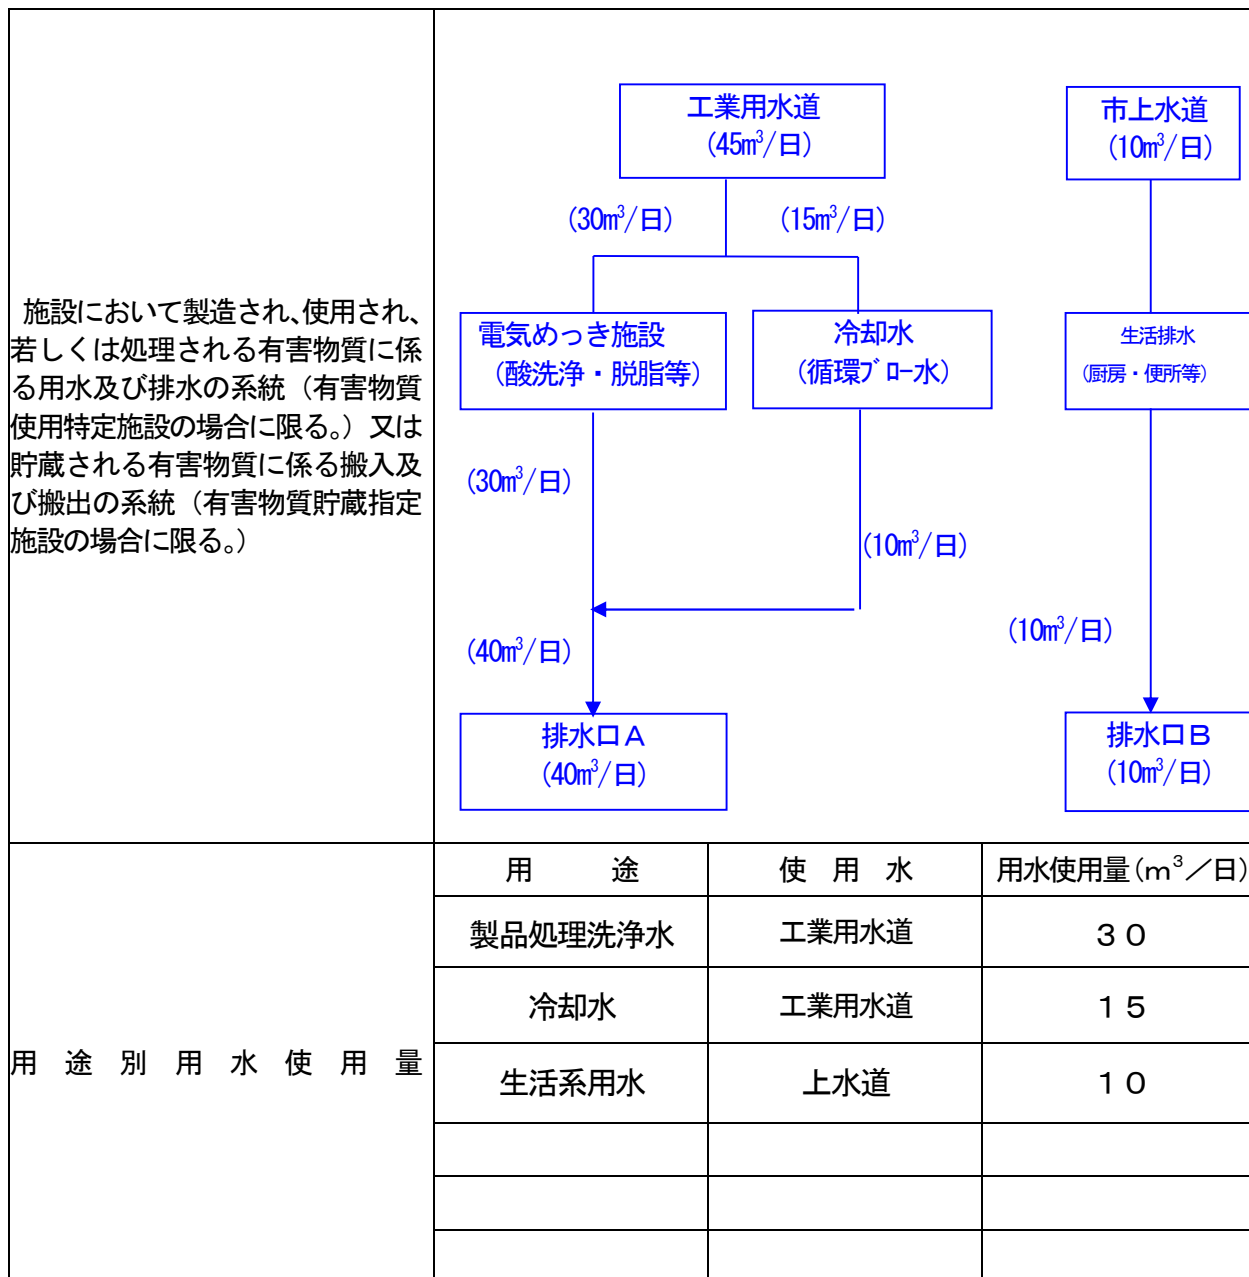 施設において製造され、使用され、
若しくは処理される有害物質に係
る用水及び排水の系統（有害物質
使用特定施設の場合に限る。）又は
貯蔵される有害物質に係る搬入及
び搬出の系統（有害物質貯蔵指定
施設の場合に限る。）
工業用水道
(45m³/日)
市上水道
(10m³/日)
(30m³/日)
(15m³/日)
電気めっき施設
（酸洗浄・脱脂等）
冷却水
(循環ブロー水)
生活排水
（厨房・便所等）
(30m³/日)
(10m³/日)
(40m³/日)
(10m³/日)
排水口Ａ
(40m³/日)
排水口Ｂ
(10m³/日)
用途別用水使用量
用　途 使用水 用水使用量(ｍ³／日)
製品処理洗浄水 工業用水道 ３０
冷却水 工業用水道 １５
生活系用水 上水道 １０